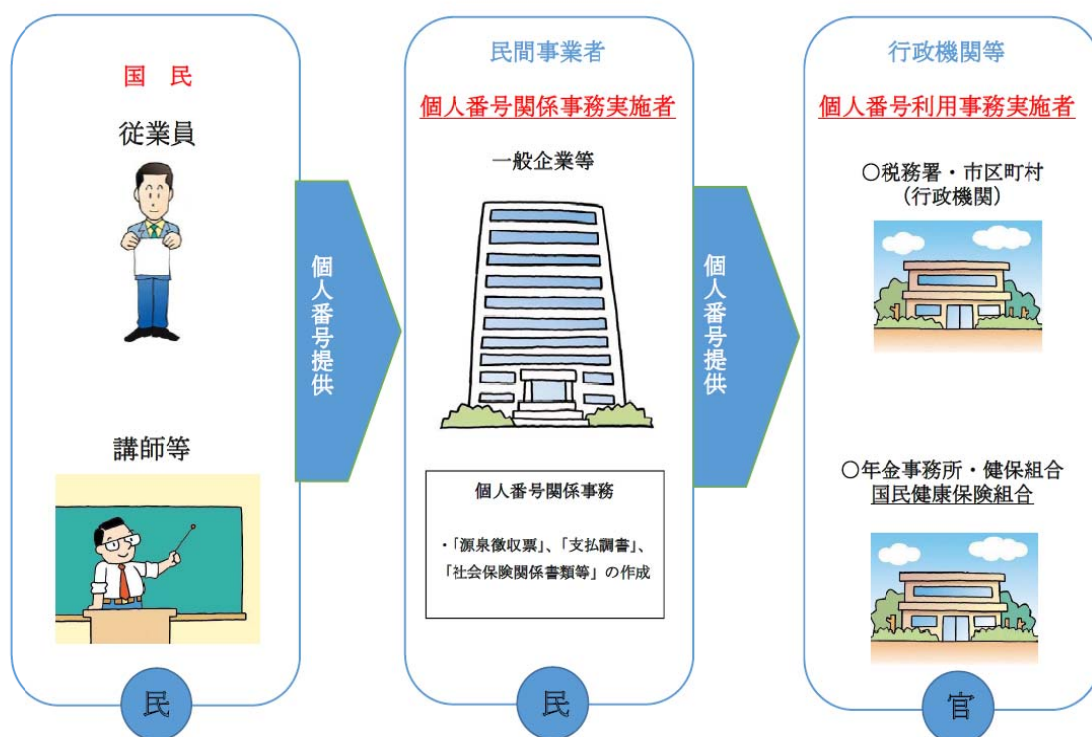 国 民
従業員
講師等
民
個人番号提供
民間事業者
個人番号関係事務実施者
一般企業等
個人番号関係事務
・「源泉徴収票」、「支払調書」、
「社会保険関係書類等」の作成
民
個人番号提供
行政機関等
個人番号利用事務実施者
○税務署・市区町村
(行政機関)
○年金事務所・健保組合
国民健康保険組合
官